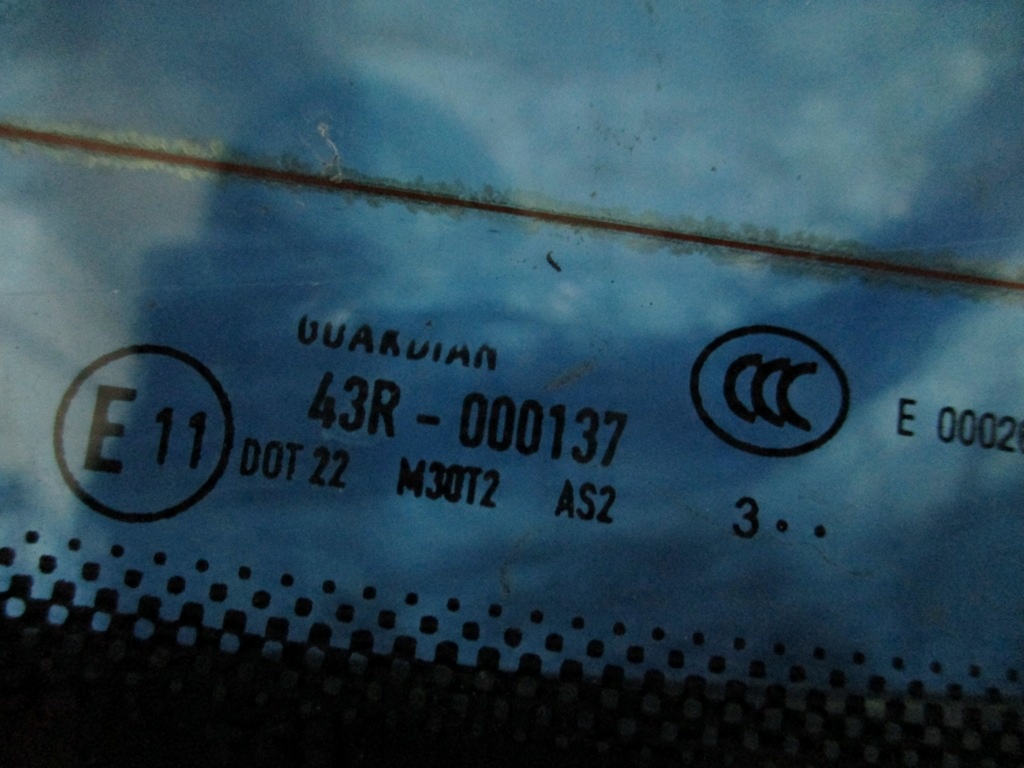 GUARDIAN
E 11
43R - 000137
CCC
DOT 22 M30T2 AS2
3 • •